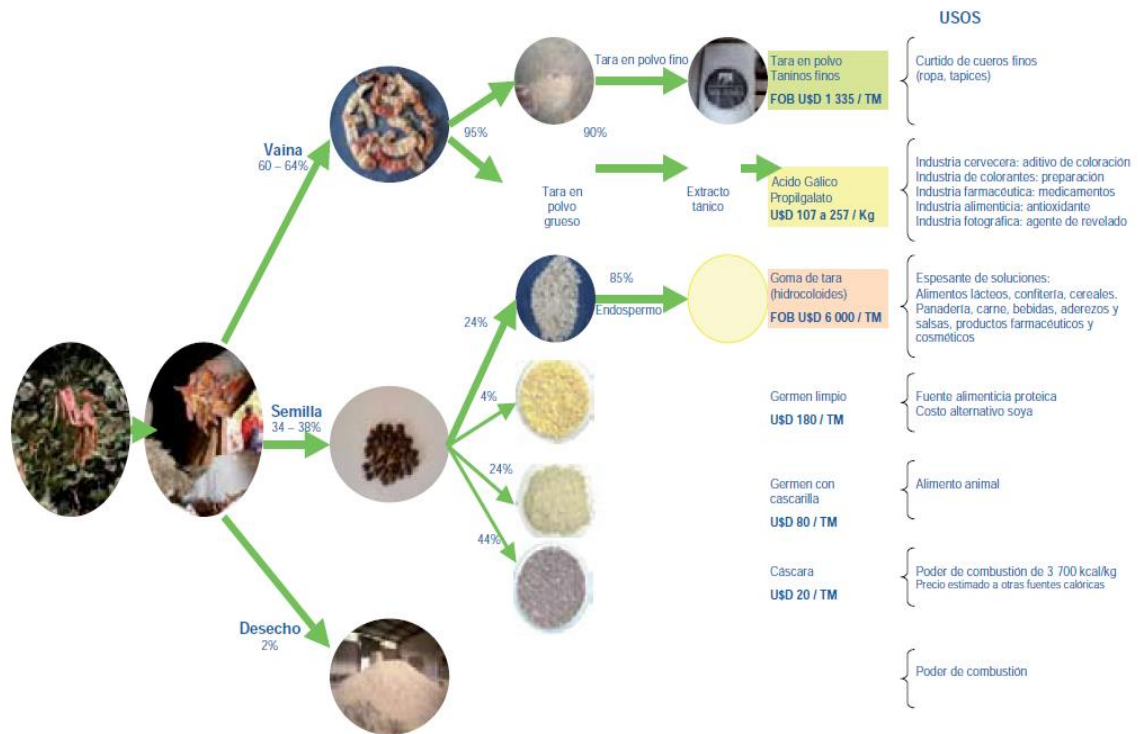 USOS
Tara en polvo fino
Tara en polvo
Taninos finos
FOB U$D 1 335 / TM
Curtido de cueros finos
(ropa, tapices)
Vaina
60 – 64%
95%
90%
Tara en
polvo
grueso
Extracto
tánico
Acido Gálico
Propilgalato
U$D 107 a 257 / Kg
Industria cervecera: aditivo de coloración
Industria de colorantes: preparación
Industria farmacéutica: medicamentos
Industria alimenticia: antioxidante
Industria fotográfica: agente de revelado
24%
85%
Endospermo
Goma de tara
(hidrocoloides)
FOB U$D 6 000 / TM
Espesante de soluciones:
Alimentos lácteos, confitería, cereales.
Panadería, carne, bebidas, aderezos y
salsas, productos farmacéuticos y
cosméticos
Semilla
34 – 38%
4%
Germen limpio
U$D 180 / TM
Fuente alimenticia proteica
Costo alternativo soya
24%
Germen con
cascarilla
U$D 80 / TM
Alimento animal
44%
Cáscara
U$D 20 / TM
Poder de combustión de 3 700 kcal/kg
Precio estimado a otras fuentes calóricas
Desecho
2%
Poder de combustión